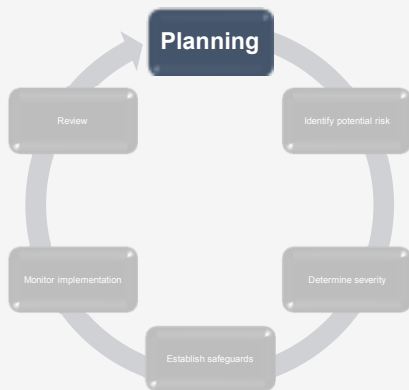 Planning
Identify potential risk
Determine severity
Establish safeguards
Monitor implementation
Review